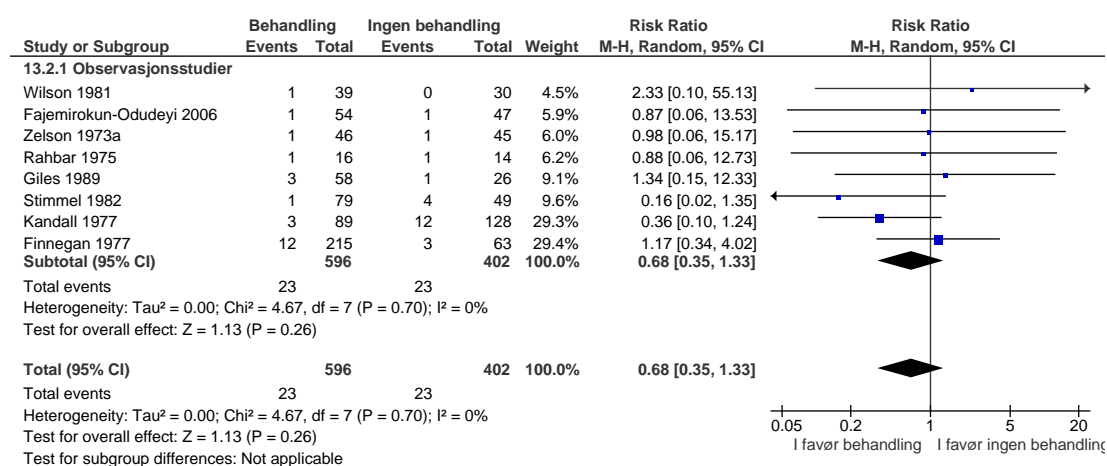 Behandling Ingen behandling Risk Ratio Risk Ratio
Study or Subgroup Events Total Events Total Weight M-H, Random, 95% CI M-H, Random, 95% CI
13.2.1 Observasjonsstudier
Wilson 1981 1 39 0 30 4.5% 2.33 [0.10, 55.13]
Fajemirokun-Odudeyi 2006 1 54 1 47 5.9% 0.87 [0.06, 13.53]
Zelson 1973a 1 46 1 45 6.0% 0.98 [0.06, 15.17]
Rahbar 1975 1 16 1 14 6.2% 0.88 [0.06, 12.73]
Giles 1989 3 58 1 26 9.1% 1.34 [0.15, 12.33]
Stimmel 1982 1 79 4 49 9.6% 0.16 [0.02, 1.35]
Kandall 1977 3 89 12 128 29.3% 0.36 [0.10, 1.24]
Finnegan 1977 12 215 3 63 29.4% 1.17 [0.34, 4.02]
Subtotal (95% CI) 596 402 100.0% 0.68 [0.35, 1.33]
Total events 23 23
Heterogeneity: Tau² = 0.00; Chi² = 4.67, df = 7 (P = 0.70); I² = 0%
Test for overall effect: Z = 1.13 (P = 0.26)
Total (95% CI) 596 402 100.0% 0.68 [0.35, 1.33]
Total events 23 23
Heterogeneity: Tau² = 0.00; Chi² = 4.67, df = 7 (P = 0.70); I² = 0%
Test for overall effect: Z = 1.13 (P = 0.26)
Test for subgroup differences: Not applicable
0.05 0.2 1 5 20
I favør behandling I favør ingen behandling